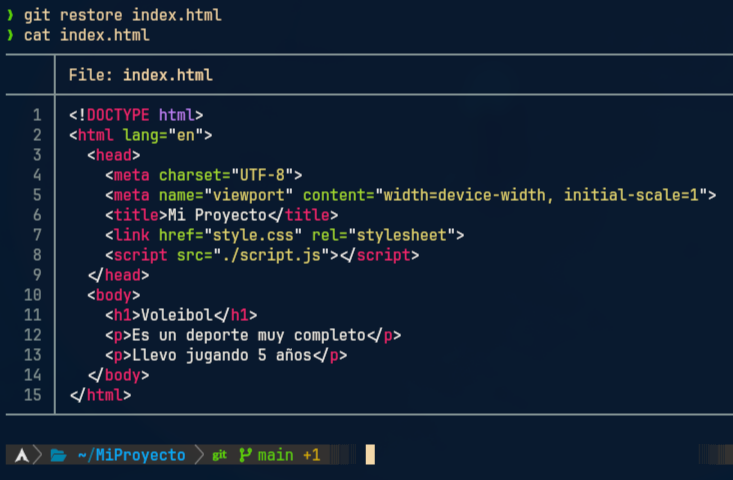 ❯ git restore index.html
❯ cat index.html
File: index.html
1 <!DOCTYPE html>
2 <html lang="en">
3   <head>
4     <meta charset="UTF-8">
5     <meta name="viewport" content="width=device-width, initial-scale=1">
6     <title>Mi Proyecto</title>
7     <link href="style.css" rel="stylesheet">
8     <script src="./script.js"></script>
9   </head>
10   <body>
11     <h1>Voleibol</h1>
12     <p>Es un deporte muy completo</p>
13     <p>Llevo jugando 5 años</p>
14   </body>
15 </html>
~/MiProyecto git main +1